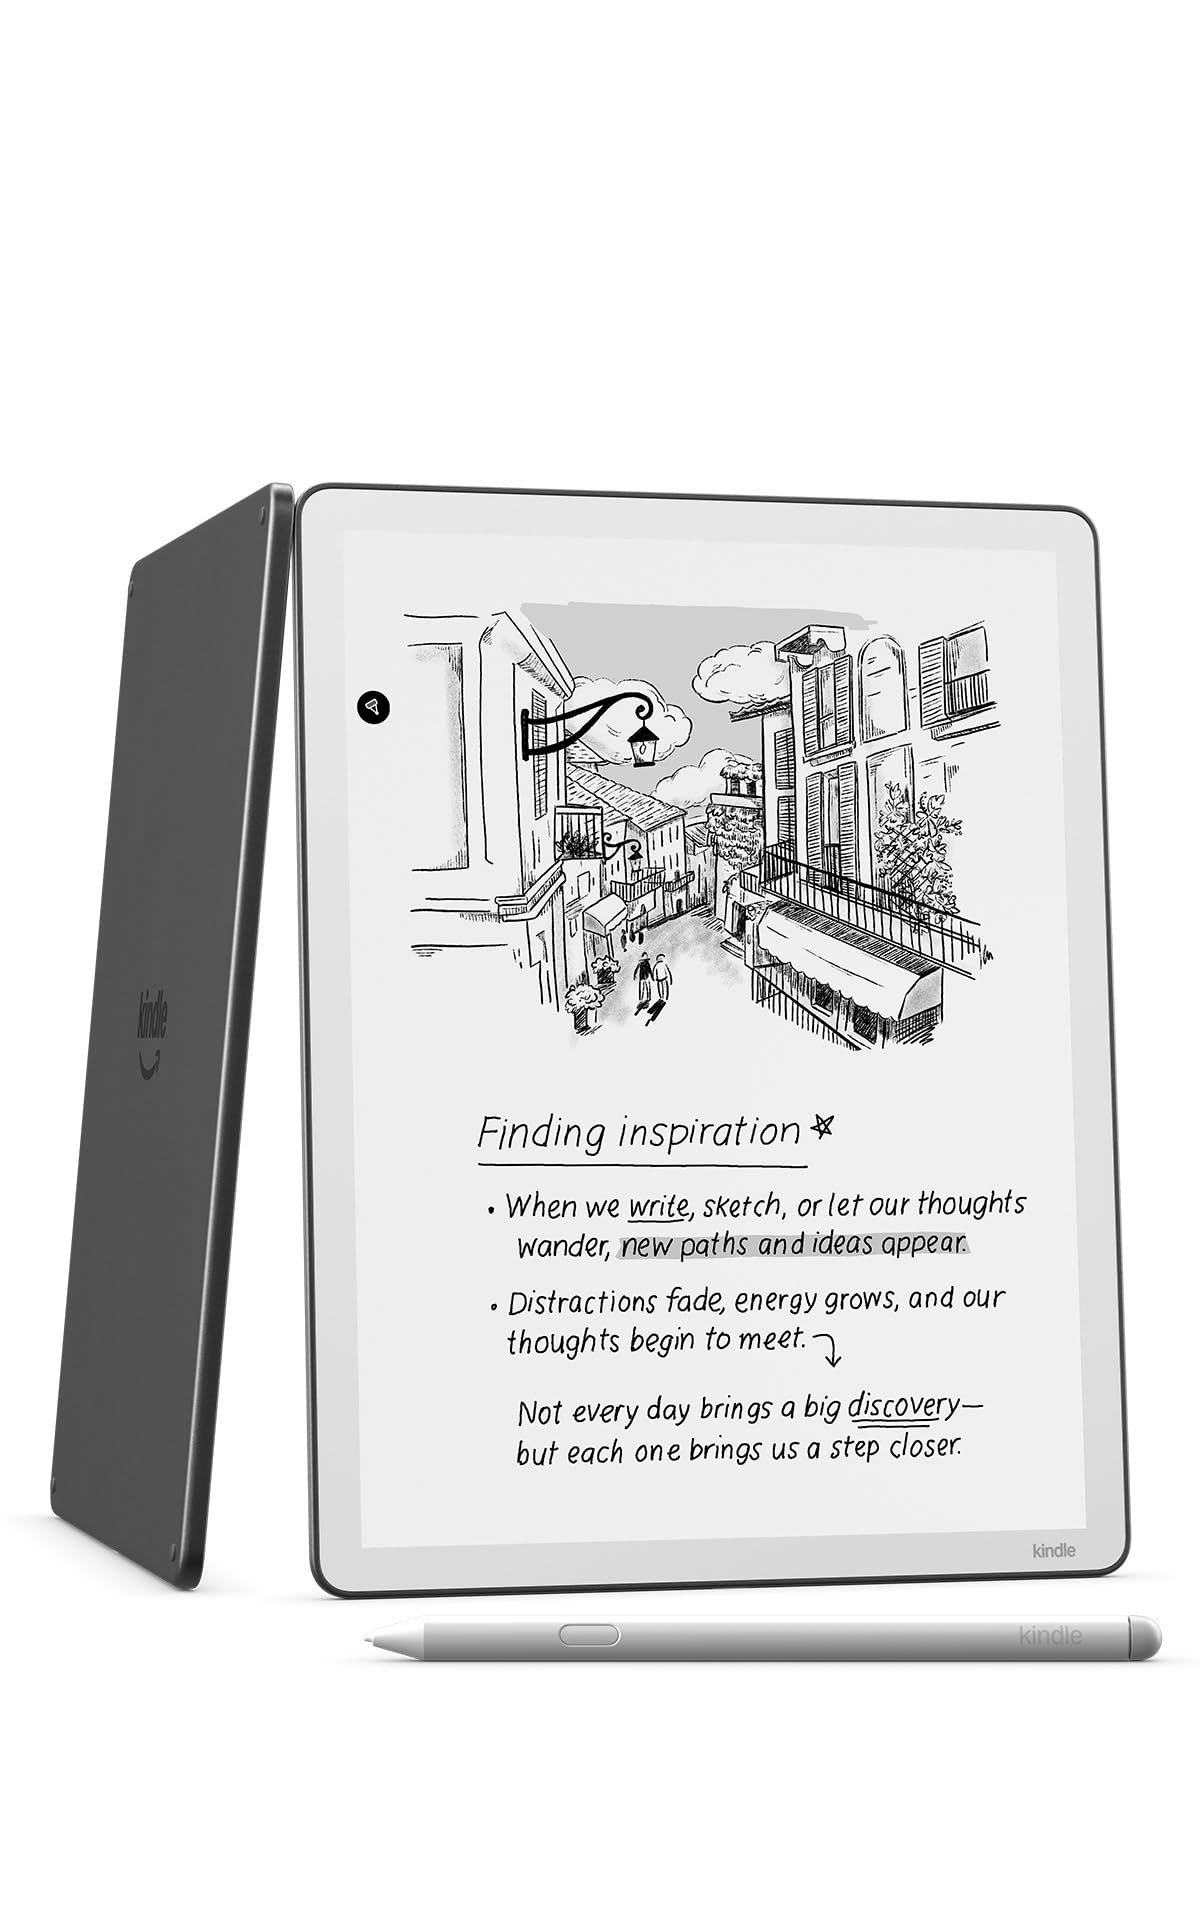 kindle
Finding inspiration
• When we write, sketch, or let our thoughts
wander, new paths and ideas appear.
• Distractions fade, energy grows, and our
thoughts begin to meet.
Not every day brings a big discovery—
but each one brings us a step closer.
kindle
kindle